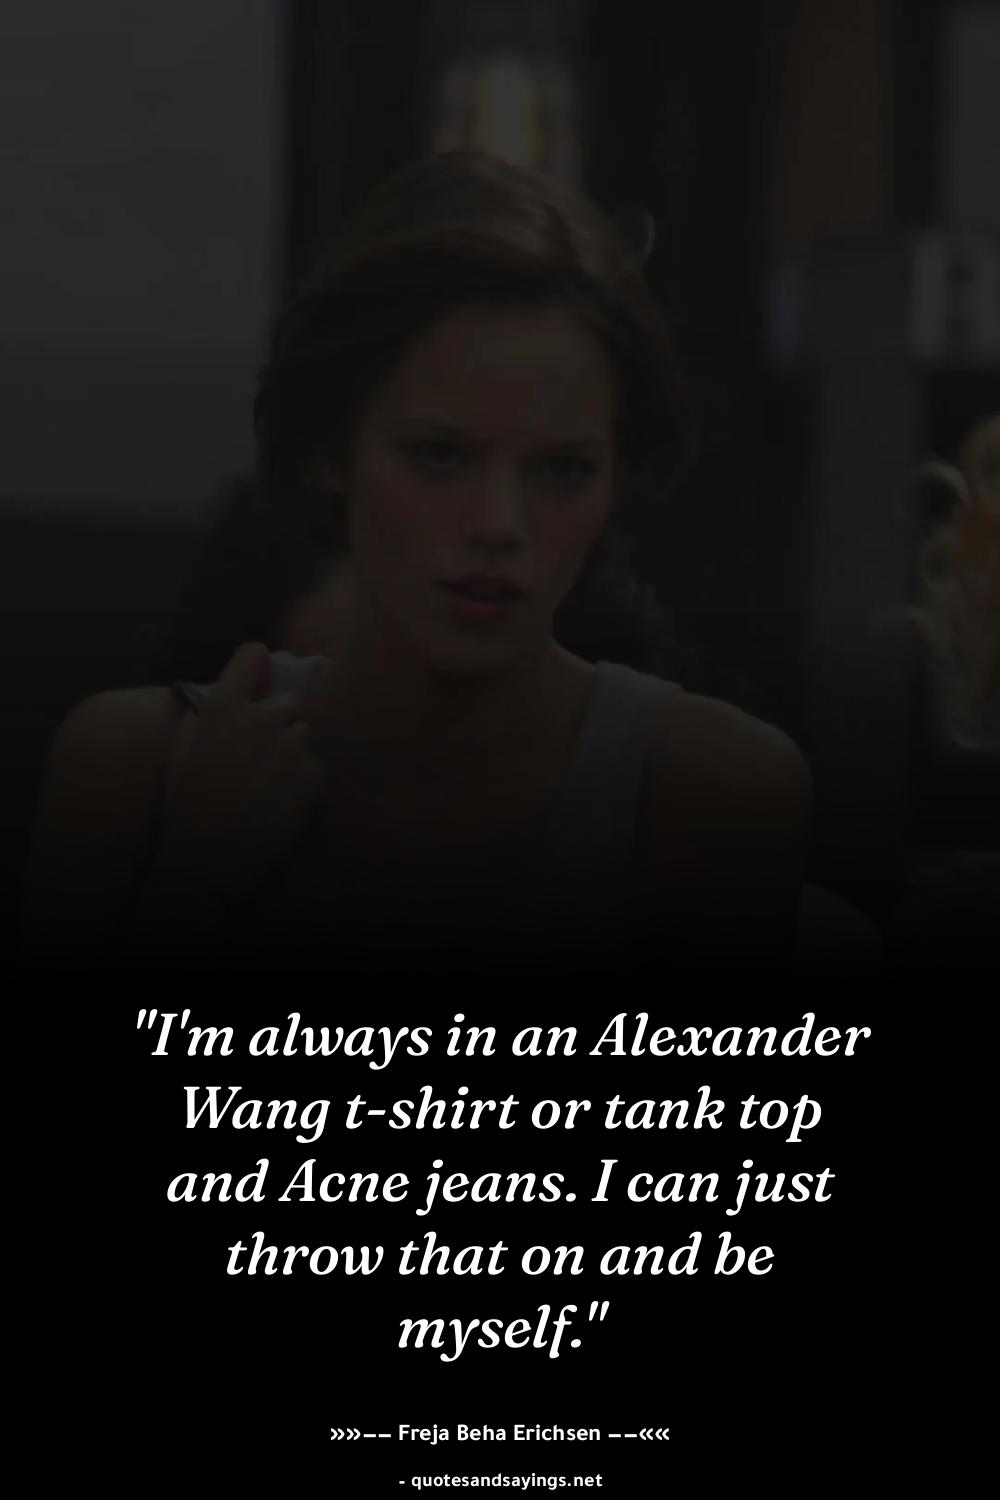 "I'm always in an Alexander
Wang t-shirt or tank top
and Acne jeans. I can just
throw that on and be
myself."
»»–– Freja Beha Erichsen ––««
- quotesandsayings.net